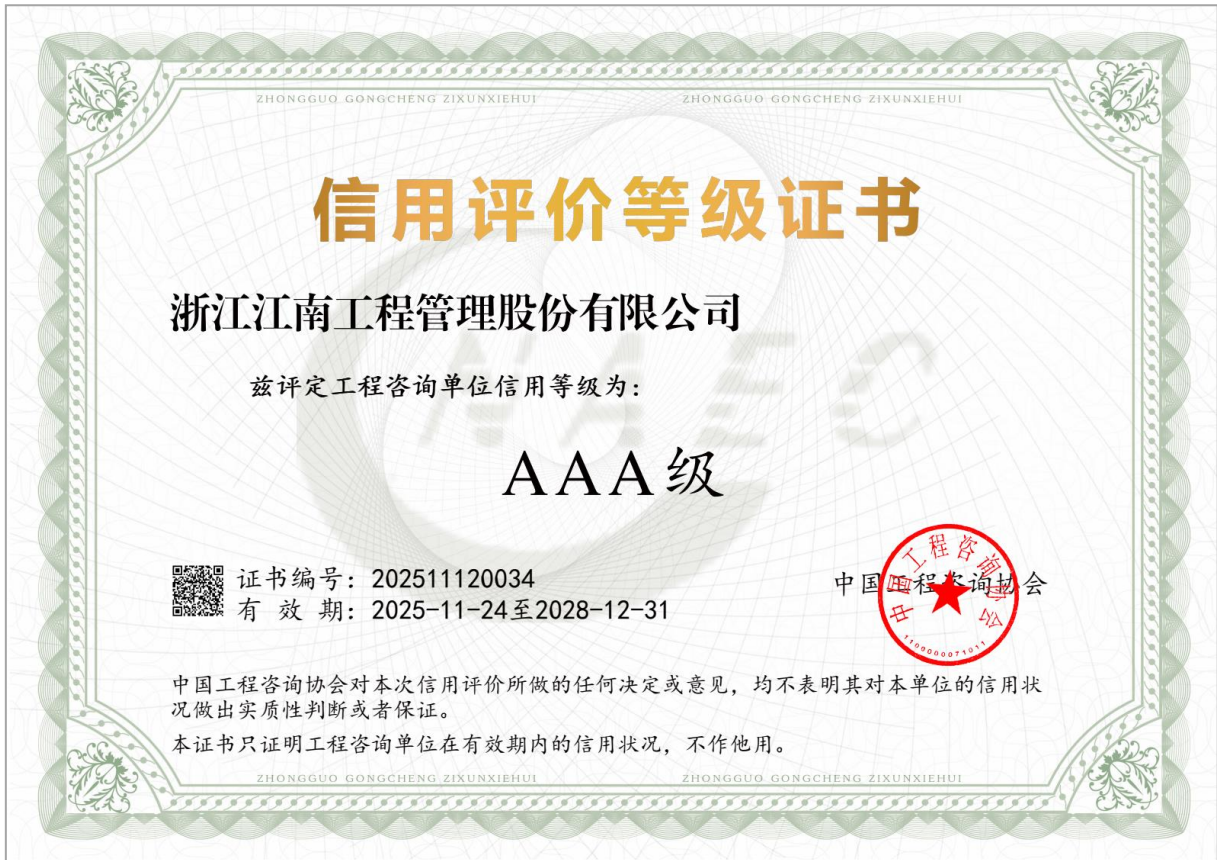 ZHONGGUO GONGCHENG ZIXUNXIEHUI ZHONGGUO GONGCHENG ZIXUNXIEHUI
信用评价等级证书
CNAEC
浙江江南工程管理股份有限公司
兹评定工程咨询单位信用等级为：
AAA级
证书编号：202511120034
有 效 期：2025-11-24至2028-12-31
中国工程咨询协会
中国工程咨询协会
1100000071011
中国工程咨询协会对本次信用评价所做的任何决定或意见，均不表明其对本单位的信用状
况做出实质性判断或者保证。
本证书只证明工程咨询单位在有效期内的信用状况，不作他用。
ZHONGGUO GONGCHENG ZIXUNXIEHUI ZHONGGUO GONGCHENG ZIXUNXIEHUI